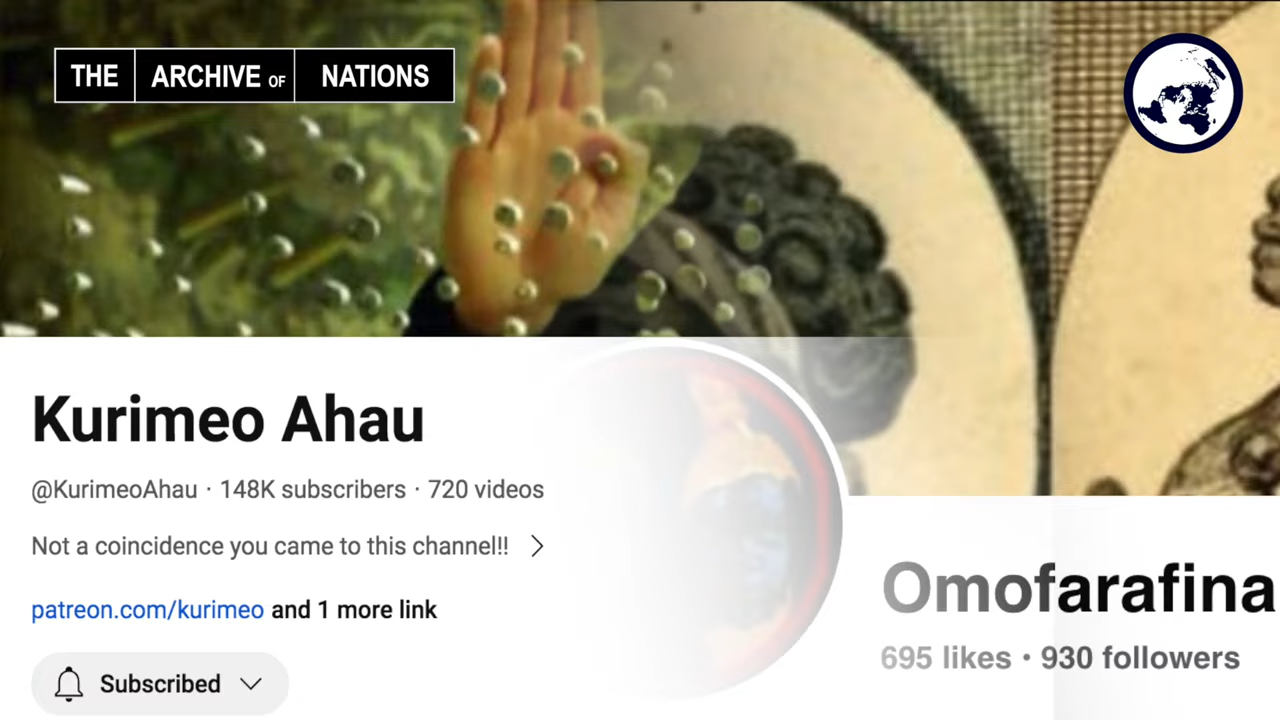 THE ARCHIVE OF NATIONS
Kurimeo Ahau
@KurimeoAhau · 148K subscribers · 720 videos
Not a coincidence you came to this channel!!
patreon.com/kurimeo and 1 more link
Subscribed
Omofarafina
695 likes • 930 followers